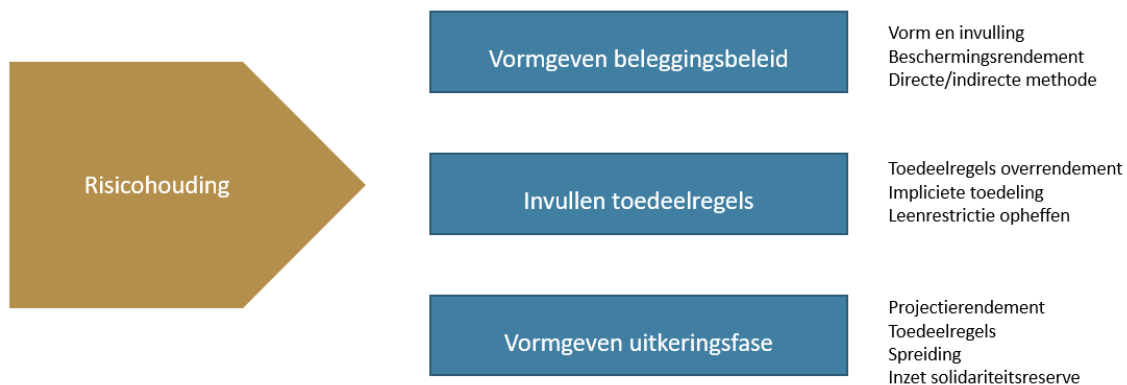 Risicohouding
Vormgeven beleggingsbeleid
Vorm en invulling
Beschermingsrendement
Directe/indirecte methode
Invullen toedeelregels
Toedeelregels overrendement
Impliciete toedeling
Leenrestrictie opheffen
Vormgeven uitkeringsfase
Projectierendement
Toedeelregels
Spreiding
Inzet solidariteitsreserve